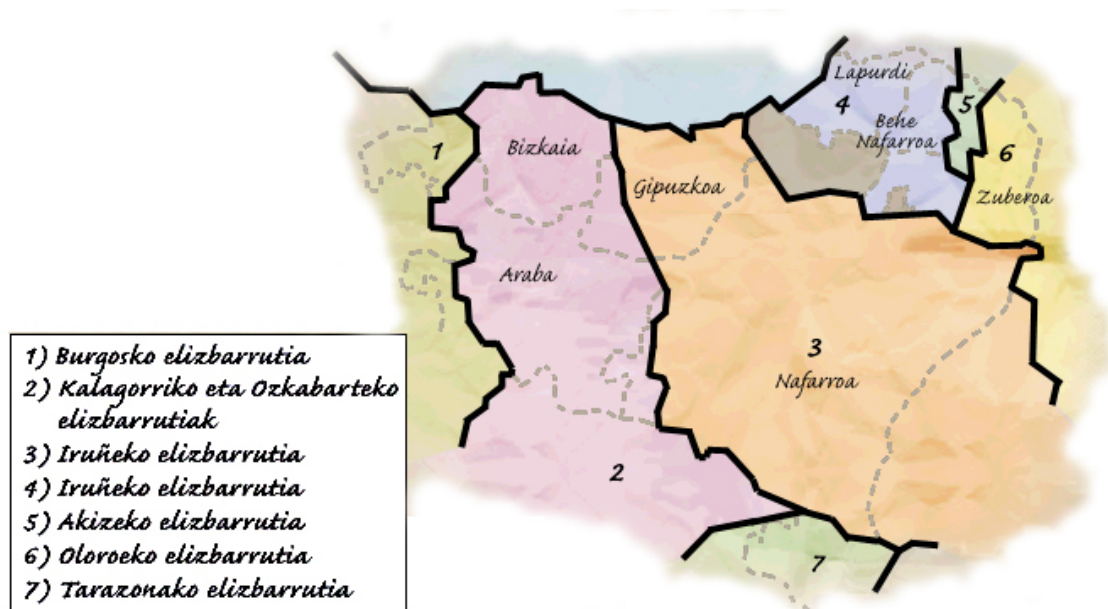 Lapurdi
4
5
Behe
Nafarroa
1
Bizkaia
6
Gipuzkoa
Zuberoa
Araba
3
Nafarroa
2
7
1) Burgosko elizbarrutia
2) Kalagorriko eta Ozkabarteko
elizbarrutiak
3) Iruñeko elizbarrutia
4) Iruñeko elizbarrutia
5) Akizeko elizbarrutia
6) Oloroeko elizbarrutia
7) Tarazonako elizbarrutia